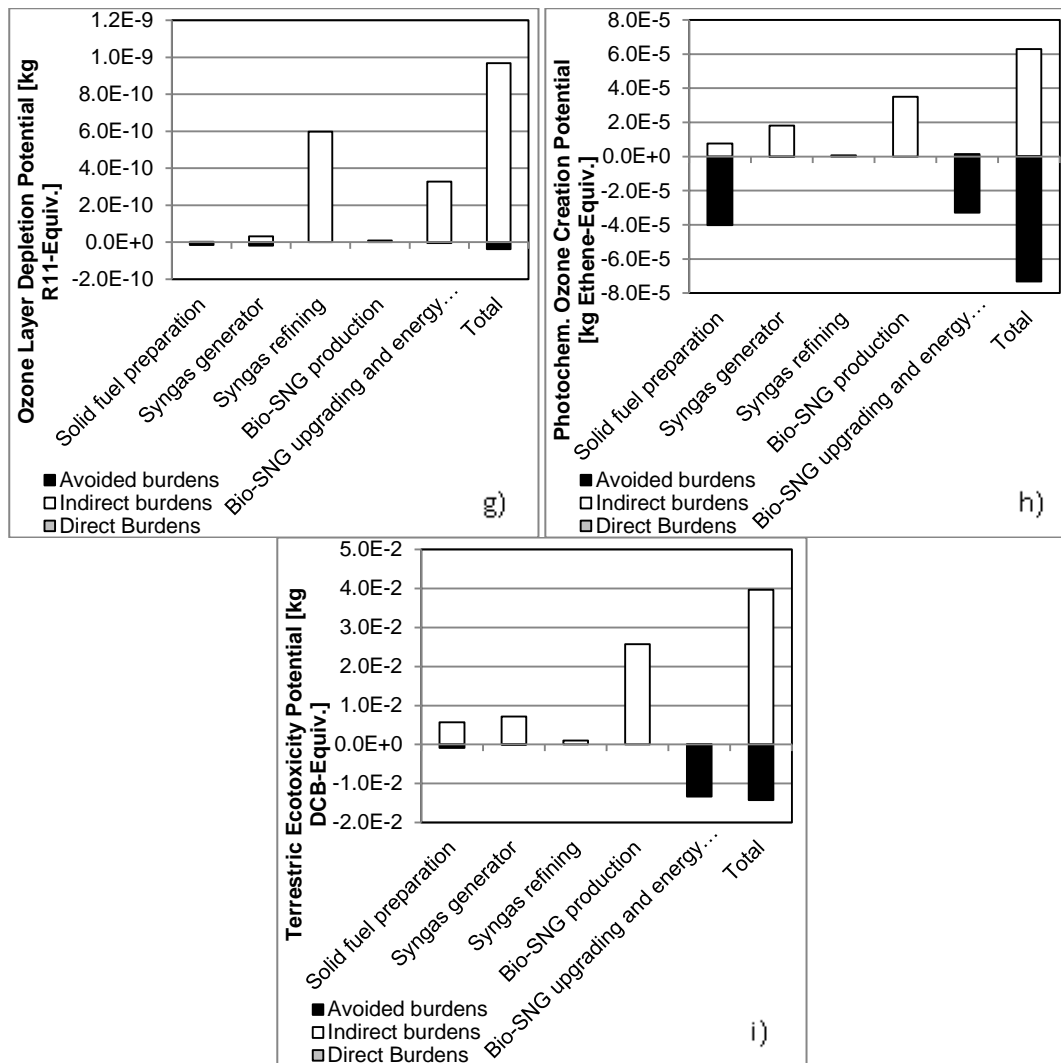 Ozone Layer Depletion Potential [kg
R11-Equiv.]
1.2E-9
1.0E-9
8.0E-10
6.0E-10
4.0E-10
2.0E-10
0.0E+0
-2.0E-10
Solid fuel preparation
Syngas generator
Syngas refining
Bio-SNG production
Bio-SNG upgrading and energy…
Total
Avoided burdens
Indirect burdens
Direct Burdens
g)
Photochem. Ozone Creation Potential
[kg Ethene-Equiv.]
8.0E-5
6.0E-5
4.0E-5
2.0E-5
0.0E+0
-2.0E-5
-4.0E-5
-6.0E-5
-8.0E-5
Solid fuel preparation
Syngas generator
Syngas refining
Bio-SNG production
Bio-SNG upgrading and energy…
Total
Avoided burdens
Indirect burdens
Direct Burdens
h)
Terrestric Ecotoxicity Potential [kg
DCB-Equiv.]
5.0E-2
4.0E-2
3.0E-2
2.0E-2
1.0E-2
0.0E+0
-1.0E-2
-2.0E-2
Solid fuel preparation
Syngas generator
Syngas refining
Bio-SNG production
Bio-SNG upgrading and energy…
Total
Avoided burdens
Indirect burdens
Direct Burdens
i)